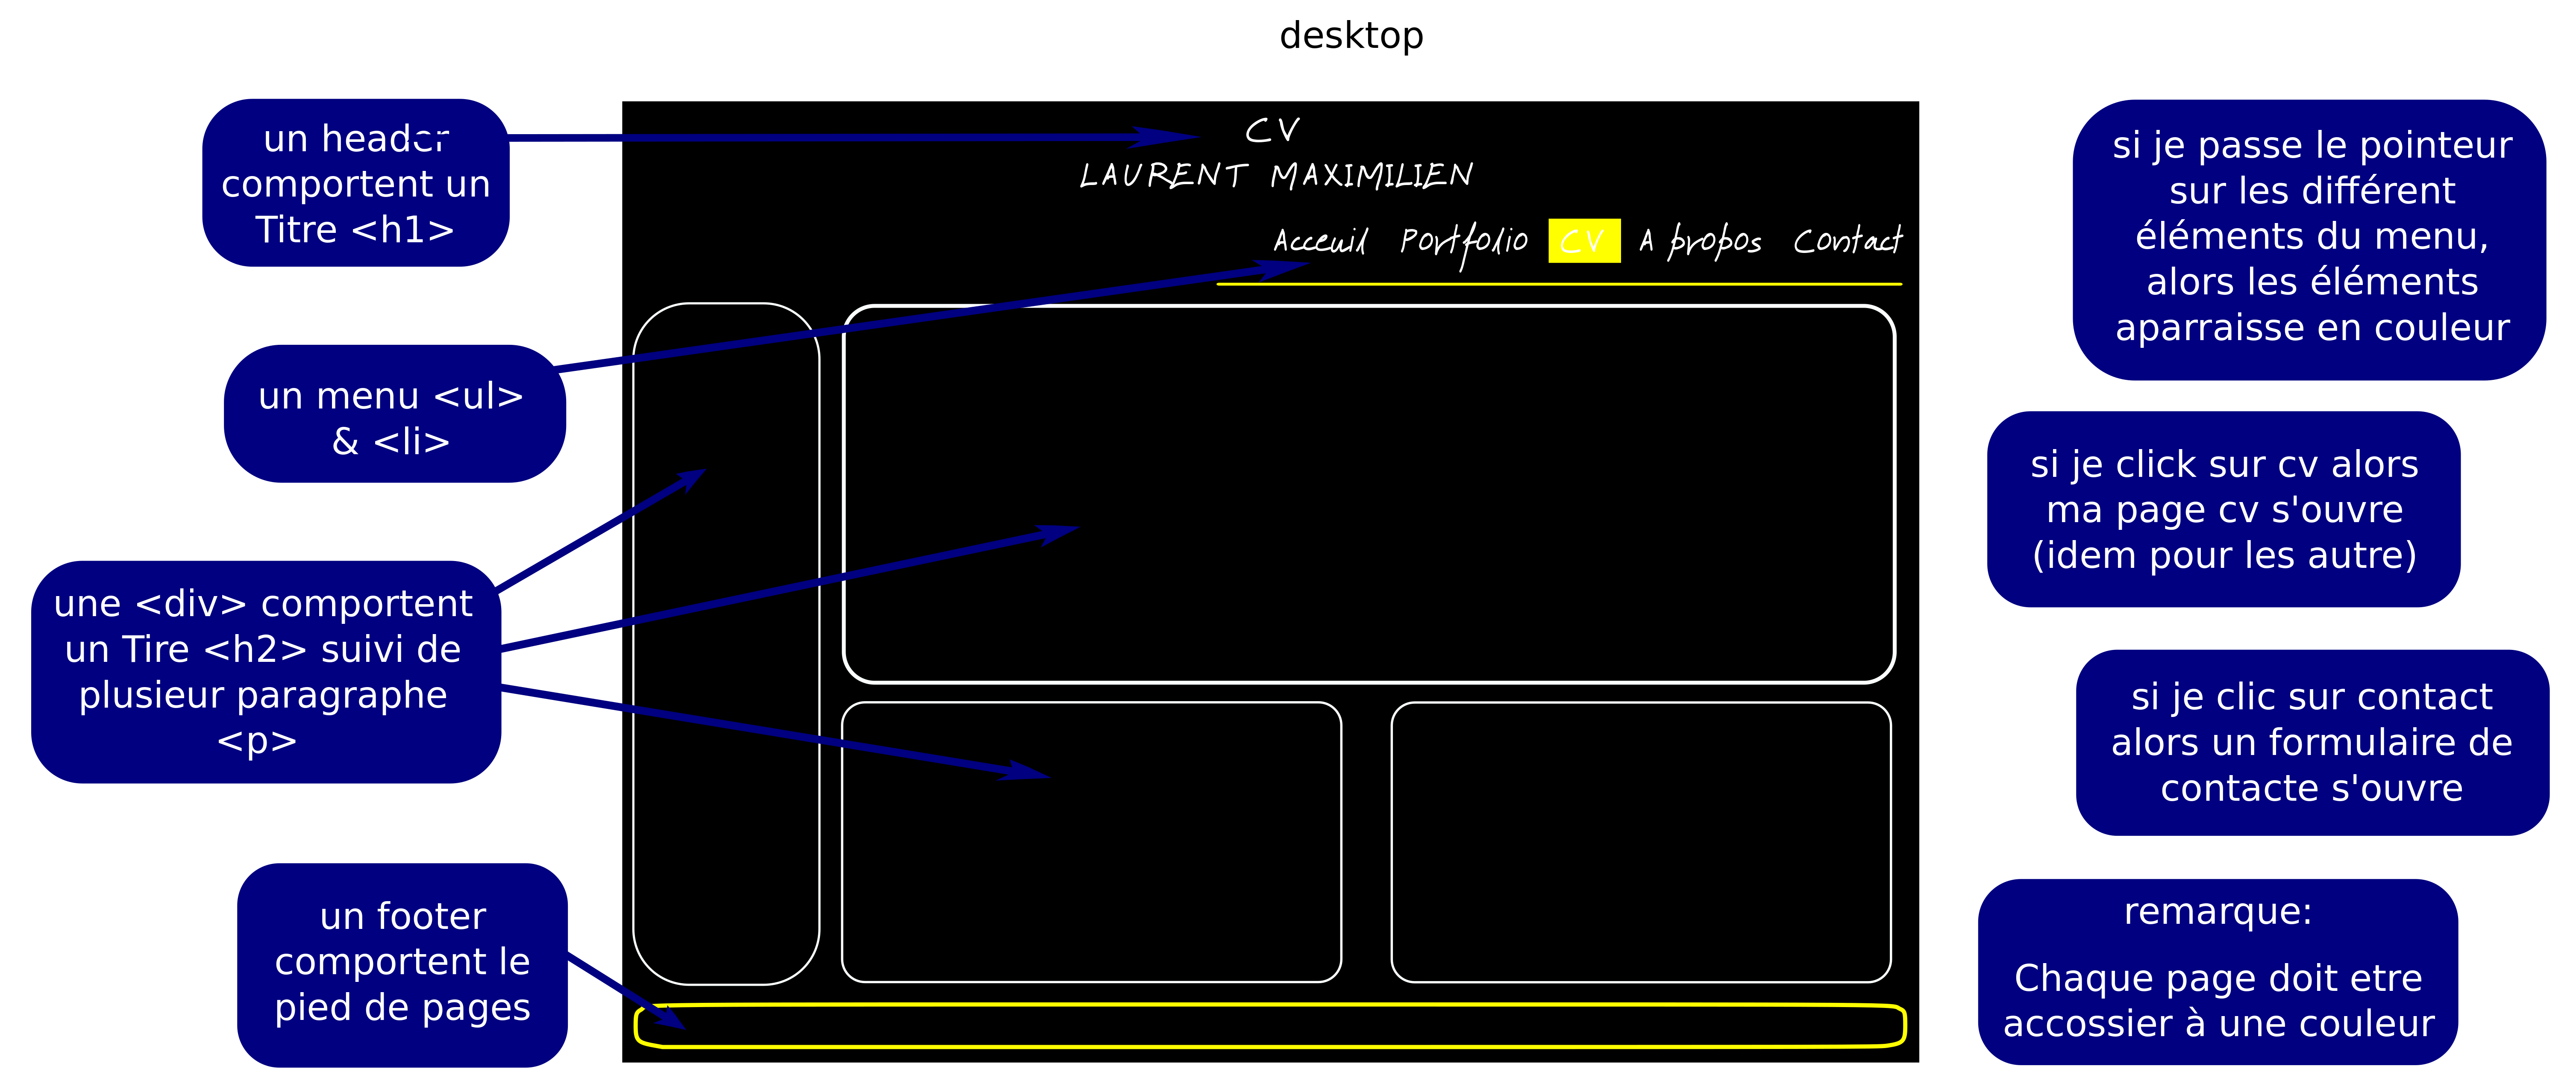 desktop
un header
comportent un
Titre <h1>
un menu <ul>
& <li>
une <div> comportent
un Tire <h2> suivi de
plusieur paragraphe
<p>
un footer
comportent le
pied de pages
CV
LAURENT MAXIMILIEN
Acceuil Portfolio CV A propos Contact
si je passe le pointeur
sur les différent
éléments du menu,
alors les éléments
aparraisse en couleur
si je click sur cv alors
ma page cv s'ouvre
(idem pour les autre)
si je clic sur contact
alors un formulaire de
contacte s'ouvre
remarque:
Chaque page doit etre
accossier à une couleur